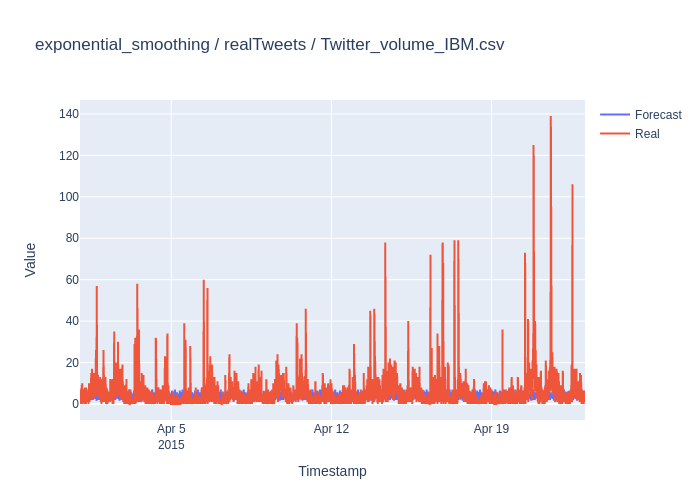 exponential_smoothing / realTweets / Twitter_volume_IBM.csv
Forecast
Real
140
120
100
80
60
40
20
0
Value
Apr 5
2015
Apr 12
Apr 19
Timestamp